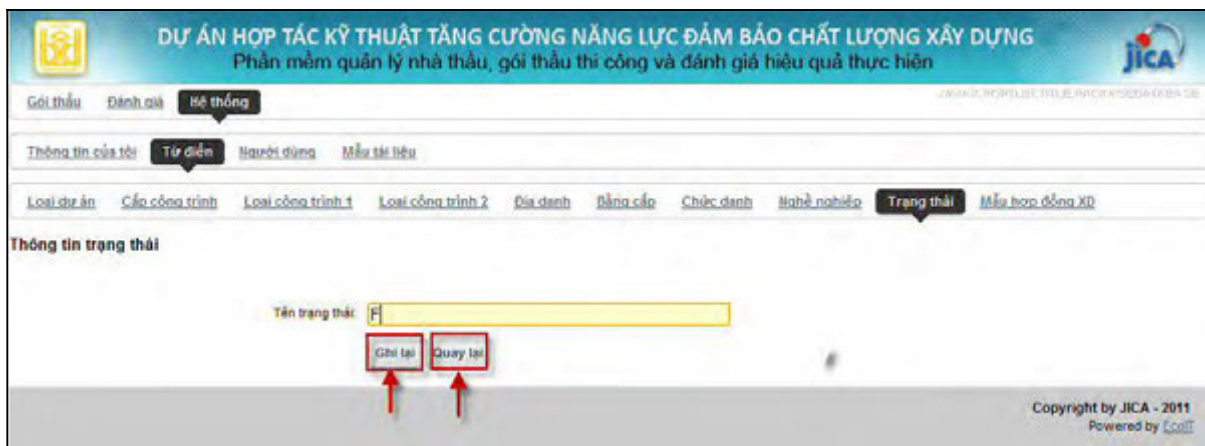 bxd
DỰ ÁN HỢP TÁC KỸ THUẬT TĂNG CƯỜNG NĂNG LỰC ĐẢM BẢO CHẤT LƯỢNG XÂY DỰNG
Phần mềm quản lý nhà thầu, gói thầu thi công và đánh giá hiệu quả thực hiện
jica
Gói thầu Đánh giá Hệ thống
Thông tin của tôi Từ điển Người dùng Mẫu tài liệu
Loại dự án Cấp công trình Loại công trình 1 Loại công trình 2 Địa danh Bằng cấp Chức danh Nghề nghiệp Trạng thái Mẫu hợp đồng XD
Thông tin trạng thái
Tên trạng thái: F
Ghi lại Quay lại
Copyright by JICA - 2011
Powered by EcoIT